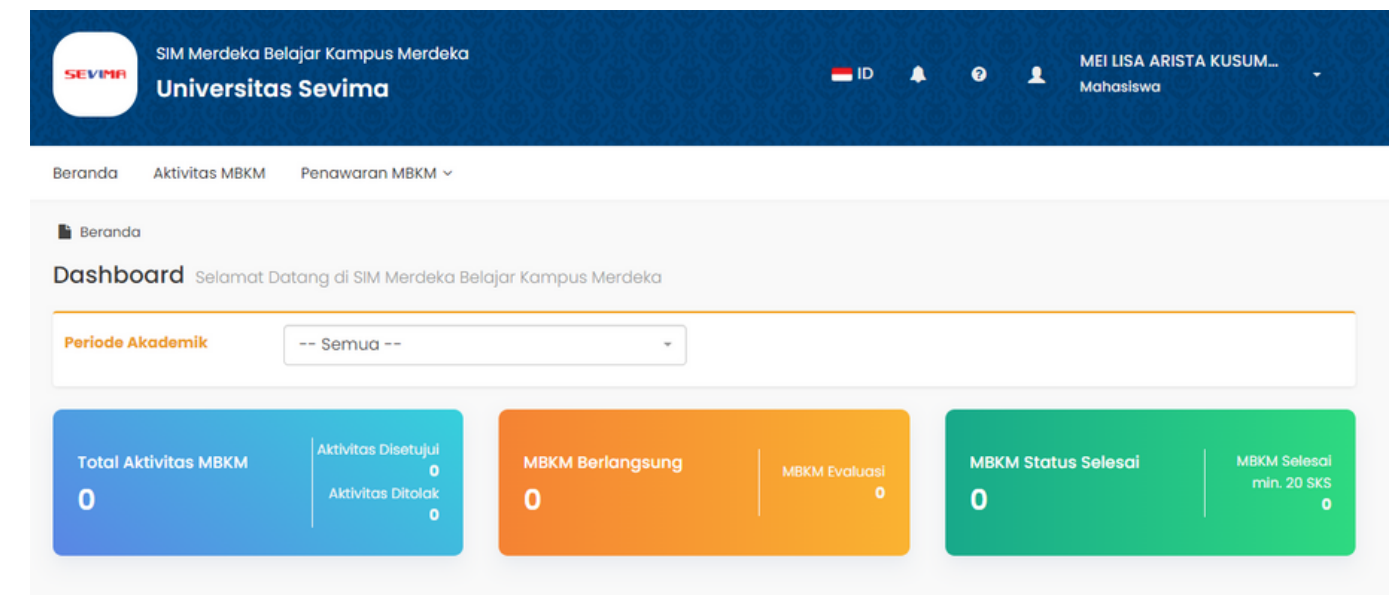 SEVIMA
SIM Merdeka Belajar Kampus Merdeka
Universitas Sevima
ID
MEI LISA ARISTA KUSUM...
Mahasiswa
Beranda Aktivitas MBKM Penawaran MBKM
Beranda
Dashboard Selamat Datang di SIM Merdeka Belajar Kampus Merdeka
Periode Akademik -- Semua --
Total Aktivitas MBKM
0
Aktivitas Disetujui
0
Aktivitas Ditolak
0
MBKM Berlangsung
0
MBKM Evaluasi
0
MBKM Status Selesai
0
MBKM Selesai
min. 20 SKS
0